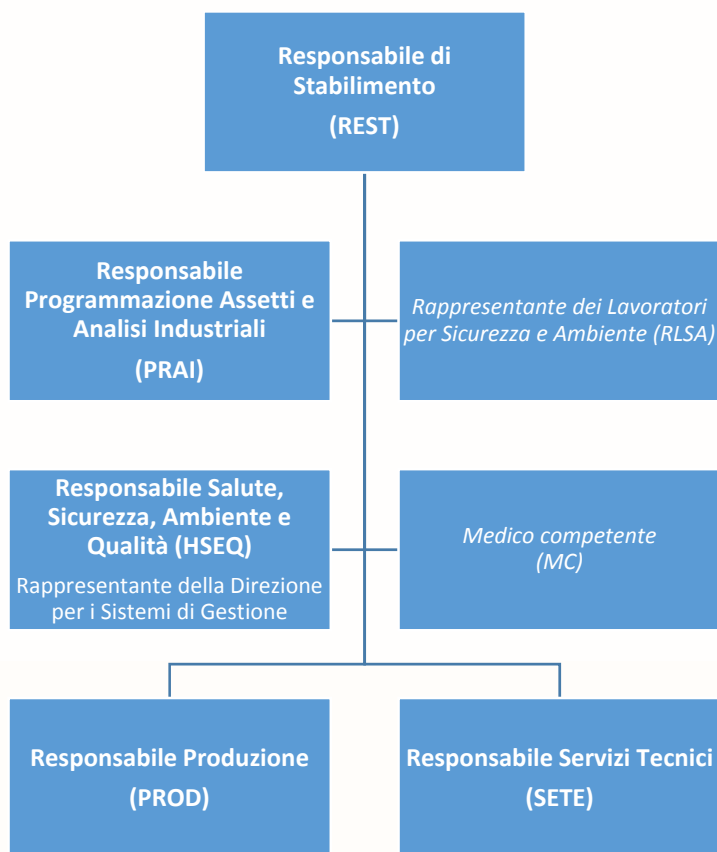 Responsabile di
Stabilimento
(REST)
Responsabile
Programmazione Assetti e
Analisi Industriali
(PRAI)
Rappresentante dei Lavoratori
per Sicurezza e Ambiente (RLSA)
Responsabile Salute,
Sicurezza, Ambiente e
Qualità (HSEQ)
Rappresentante della Direzione
per i Sistemi di Gestione
Medico competente
(MC)
Responsabile Produzione
(PROD)
Responsabile Servizi Tecnici
(SETE)